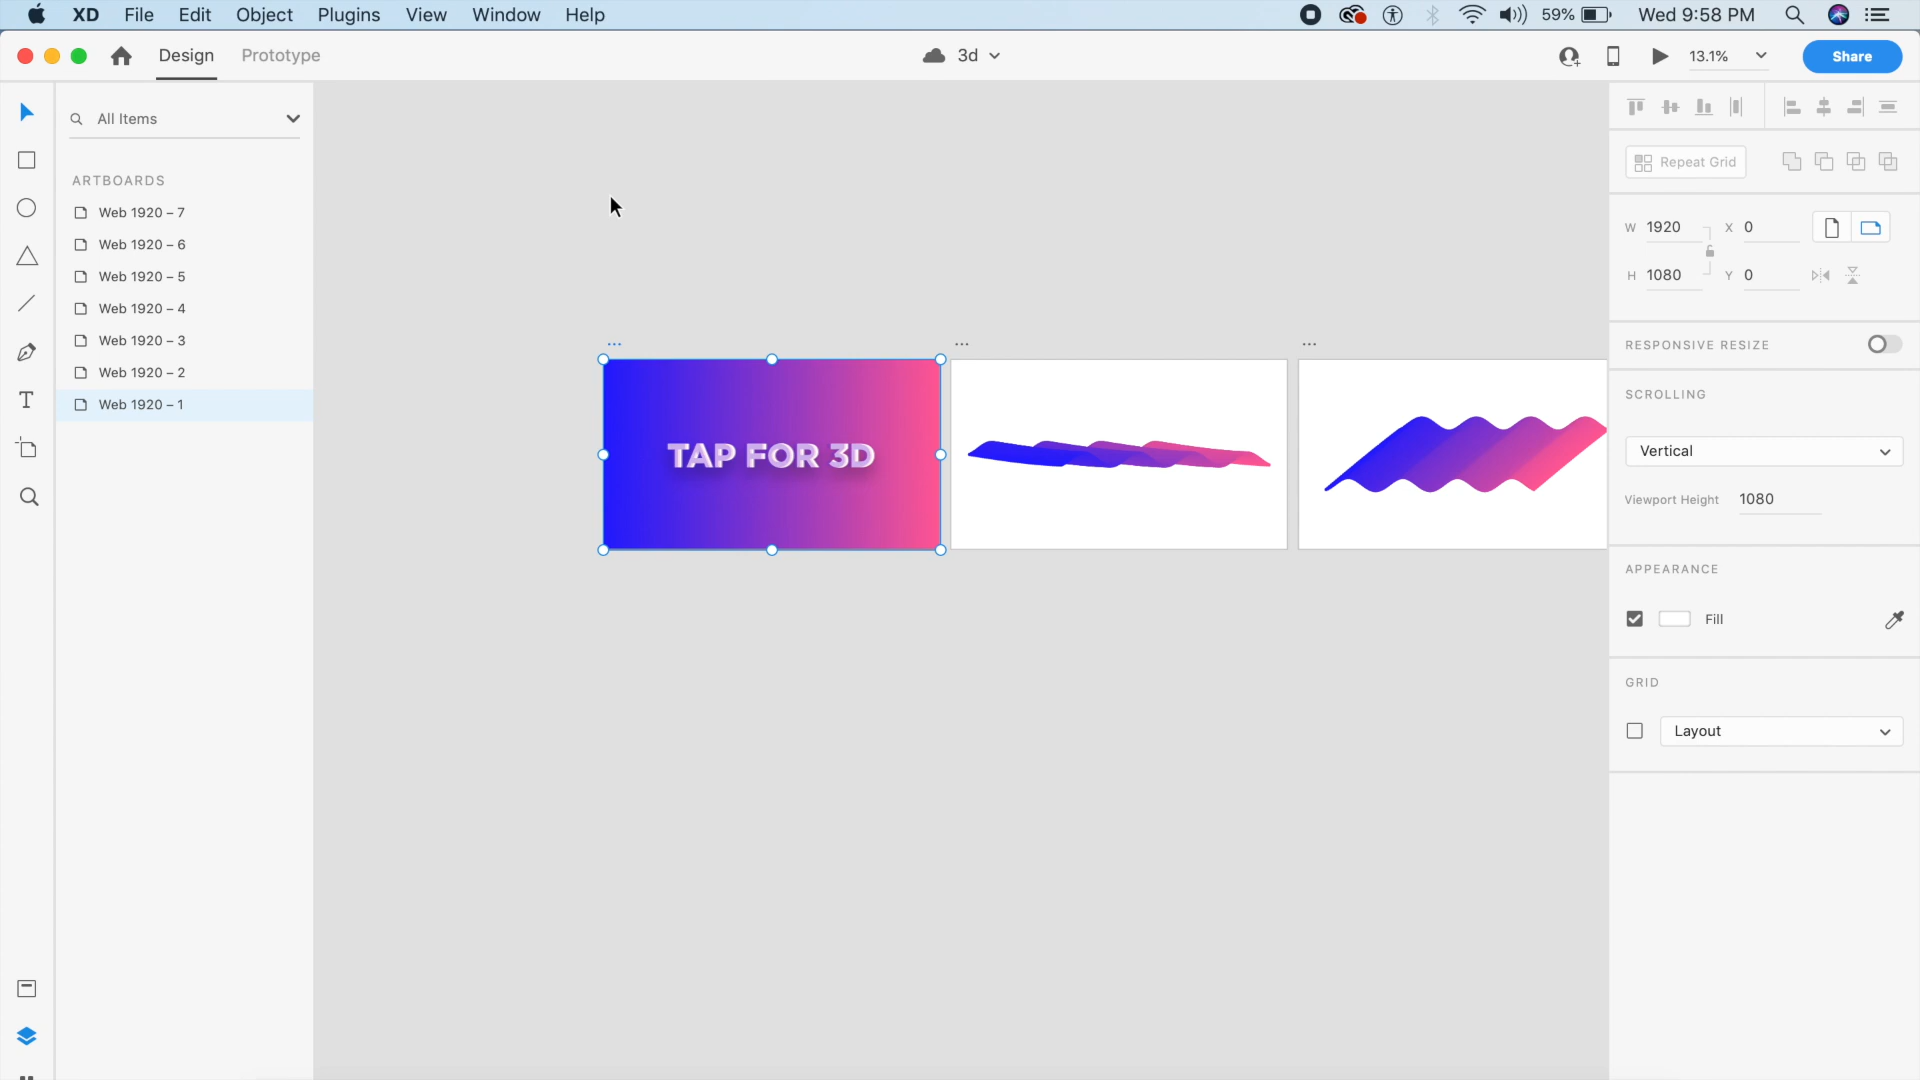 XD File Edit Object Plugins View Window Help 59% Wed 9:58 PM
Design Prototype 3d 13.1% Share
All Items
ARTBOARDS
Web 1920 – 7
Web 1920 – 6
Web 1920 – 5
Web 1920 – 4
Web 1920 – 3
Web 1920 – 2
Web 1920 – 1
...
...
...
TAP FOR 3D
Repeat Grid
W 1920 X 0
H 1080 Y 0
RESPONSIVE RESIZE
SCROLLING
Vertical
Viewport Height 1080
APPEARANCE
Fill
GRID
Layout